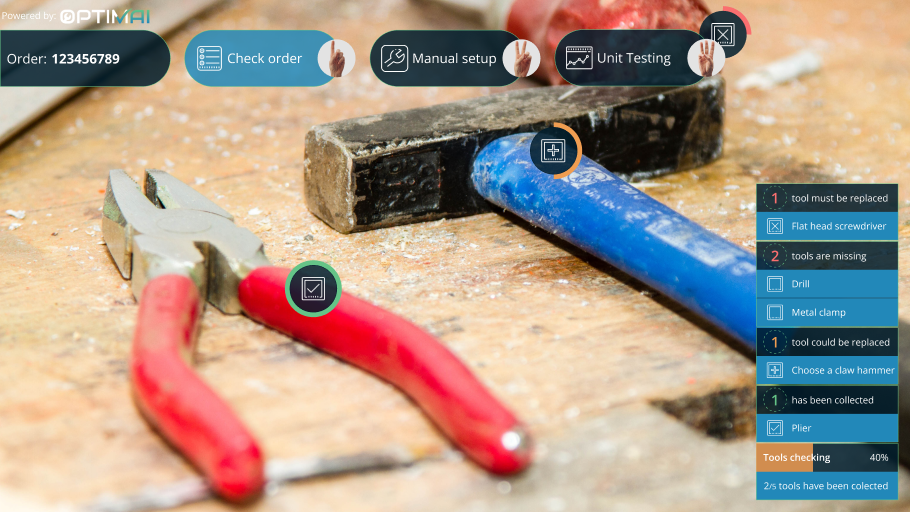 Powered by: OPTIMAI
Order: 123456789
Check order
Manual setup
Unit Testing
1 tool must be replaced
Flat head screwdriver
2 tools are missing
Drill
Metal clamp
1 tool could be replaced
Choose a claw hammer
1 has been collected
Plier
Tools checking 40%
2/5 tools have been colected